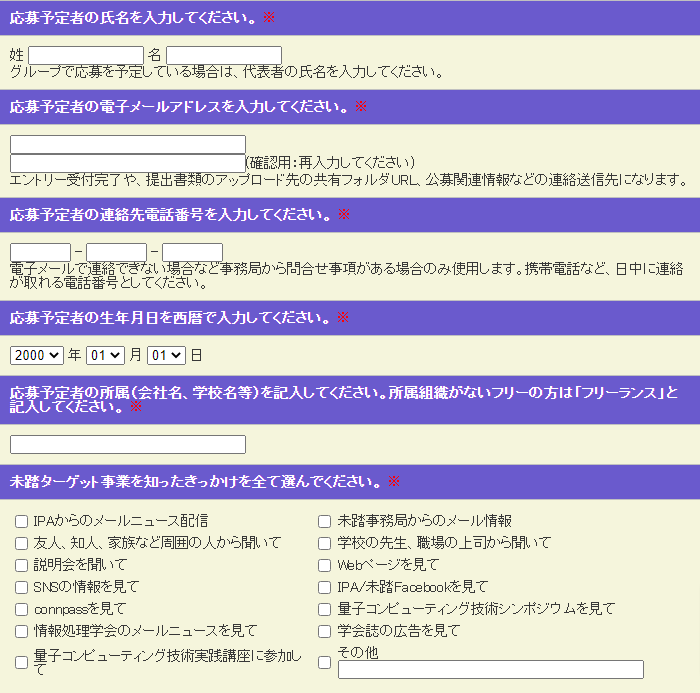 応募予定者の氏名を入力してください。※
姓 名
グループで応募を予定している場合は、代表者の氏名を入力してください。
応募予定者の電子メールアドレスを入力してください。※
(確認用：再入力してください)
エントリー受付完了や、提出書類のアップロード先の共有フォルダURL、公募関連情報などの連絡送信先になります。
応募予定者の連絡先電話番号を入力してください。※
－ －
電子メールで連絡できない場合など事務局から問合せ事項がある場合のみ使用します。携帯電話など、日中に連絡
が取れる電話番号としてください。
応募予定者の生年月日を西暦で入力してください。※
2000 年 01 月 01 日
応募予定者の所属(会社名、学校名等)を記入してください。所属組織がないフリーの方は「フリーランス」と
記入してください。※
未踏ターゲット事業を知ったきっかけを全て選んでください。※
IPAからのメールニュース配信 未踏事務局からのメール情報
友人、知人、家族など周囲の人から聞いて 学校の先生、職場の上司から聞いて
説明会を聞いて Webページを見て
SNSの情報を見て IPA/未踏Facebookを見て
connpassを見て 量子コンピューティング技術シンポジウムを見て
情報処理学会のメールニュースを見て 学会誌の広告を見て
量子コンピューティング技術実践講座に参加し
て
その他